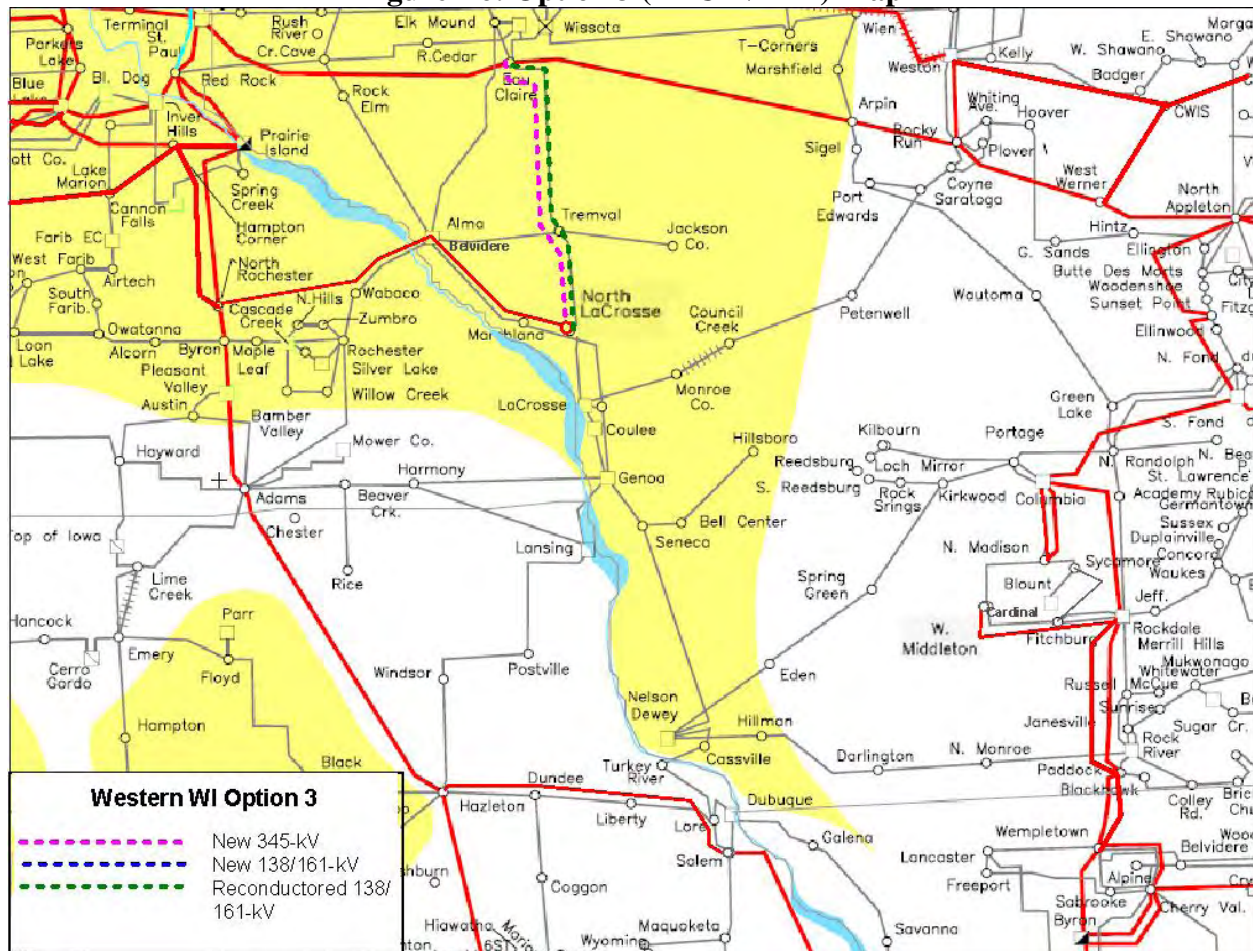 Rush
River
Elk Mound
Wissota
Wien
Terminal
St.
Paul
Parkers
Lake
Cr. Cave
R.Cedar
T-Corners
Kelly
W. Shawano
E. Shawano
Blue
Bl. Dog
Red Rock
Rock
Elm
Claire
Marshfield
Weston
Badger
Arpin
Whiting
Ave.
Hoover
CWIS
Inver
Hills
Prairie
Island
Sigel
Rocky
Run
Plover
ott Co.
Lake
Marion
Spring
Creek
Port
Edwards
Coyne
Saratoga
West
Werner
North
Appleton
Cannon
Falls
Hampton
Corner
Alma
Belvidere
Tremval
Jackson
Co.
Hintz
Farib EC
G. Sands
Ellington
West Farib
Airtech
North
Rochester
Butte Des Morts
Woodenshoe
Sunset Point
South
Farib.
Cascade
Creek
N.Hills
Wabaco
Zumbro
North
LaCrosse
Council
Creek
Petenwell
Wautoma
Ellinwood
Owatanna
Marshland
N. Fond
Loon
Lake
Alcorn
Byron
Maple
Leaf
Rochester
Silver Lake
Pleasant
Valley
Willow Creek
Monroe
Co.
Green
Lake
Austin
LaCrosse
S. Fond
Bamber
Valley
Coulee
Hillsboro
Kilbourn
Portage
Hayward
Mower Co.
Reedsburg
Loch Mirror
N. Randolph
St. Lawrence
Harmony
Genoa
S. Reedsburg
Rock
Springs
Kirkwood
Columbia
Academy
Rubico
Germantown
Adams
Beaver
Crk.
Bell Center
Sussex
Chester
Seneca
Duplainville
Concord
op of Iowa
Lansing
N. Madison
Sycamore
Waukes
Lime
Creek
Rice
Spring
Green
Blount
Jeff.
Hancock
Parr
Cardinal
Fitchburg
Rockdale
W.
Middleton
Merrill Hills
Cerro
Gordo
Emery
Floyd
Postville
Mukwonago
Whitewater
Windsor
Eden
Russell
McCue
Sunrise
Nelson
Dewey
Hampton
Hillman
Janesville
Sugar Cr.
Rock
River
Darlington
N. Monroe
Cassville
Turkey
River
Paddock
Blackhawk
Black
Dundee
Dubuque
Colley
Rd.
Hazleton
Liberty
Lore
Galena
Wempletown
Salem
Lancaster
Belvidere
Freeport
Alpine
Coggon
Sabrooke
Cherry Val.
Byron
Hiawatha
Maquoketa
Wyoming
Savanna
Western WI Option 3
New 345-kV
New 138/161-kV
Reconductored 138/
161-kV